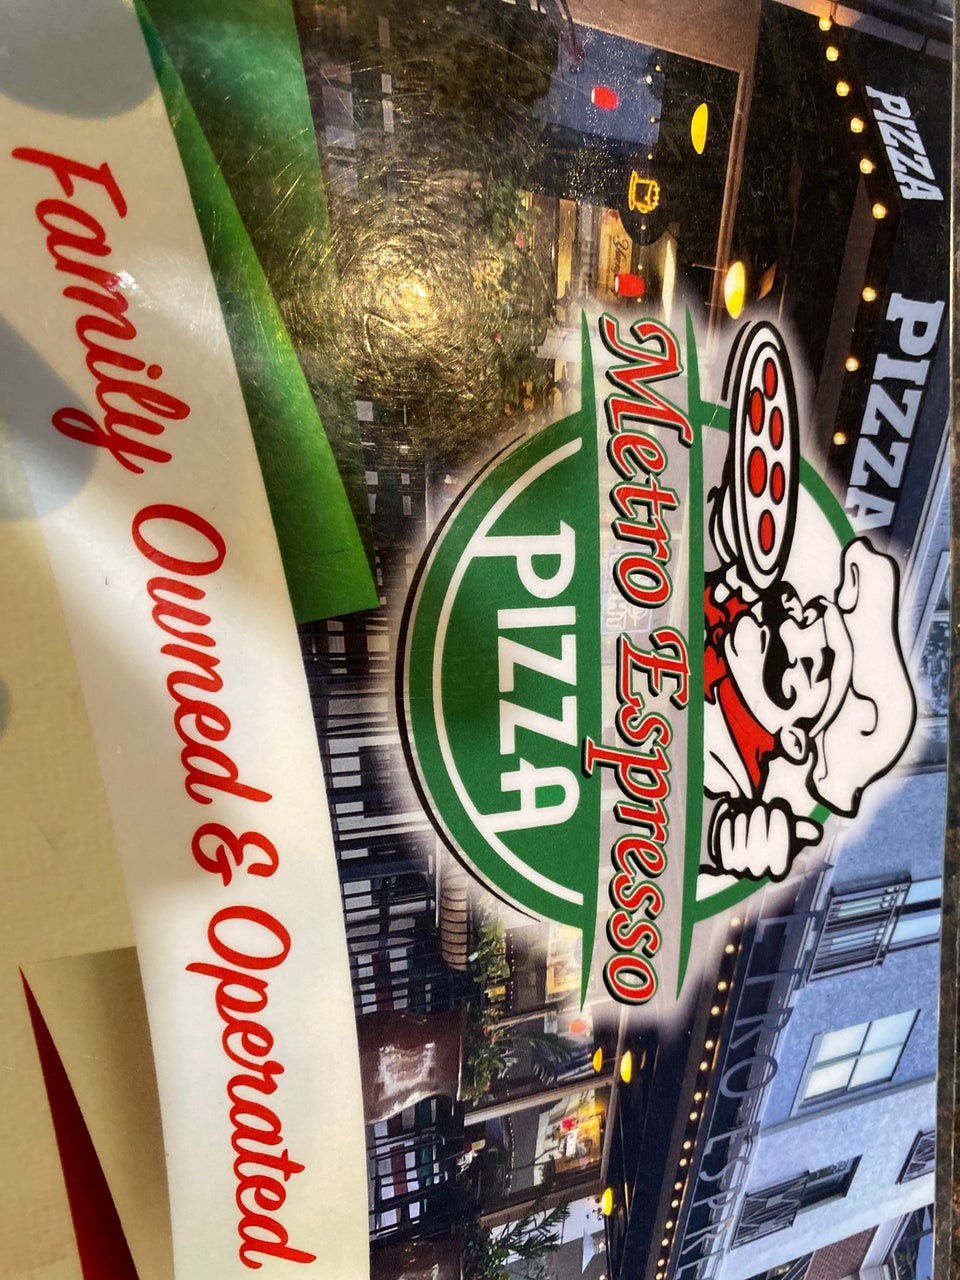 PIZZA
PIZZA
Metro Espresso
PIZZA
Family Owned & Operated